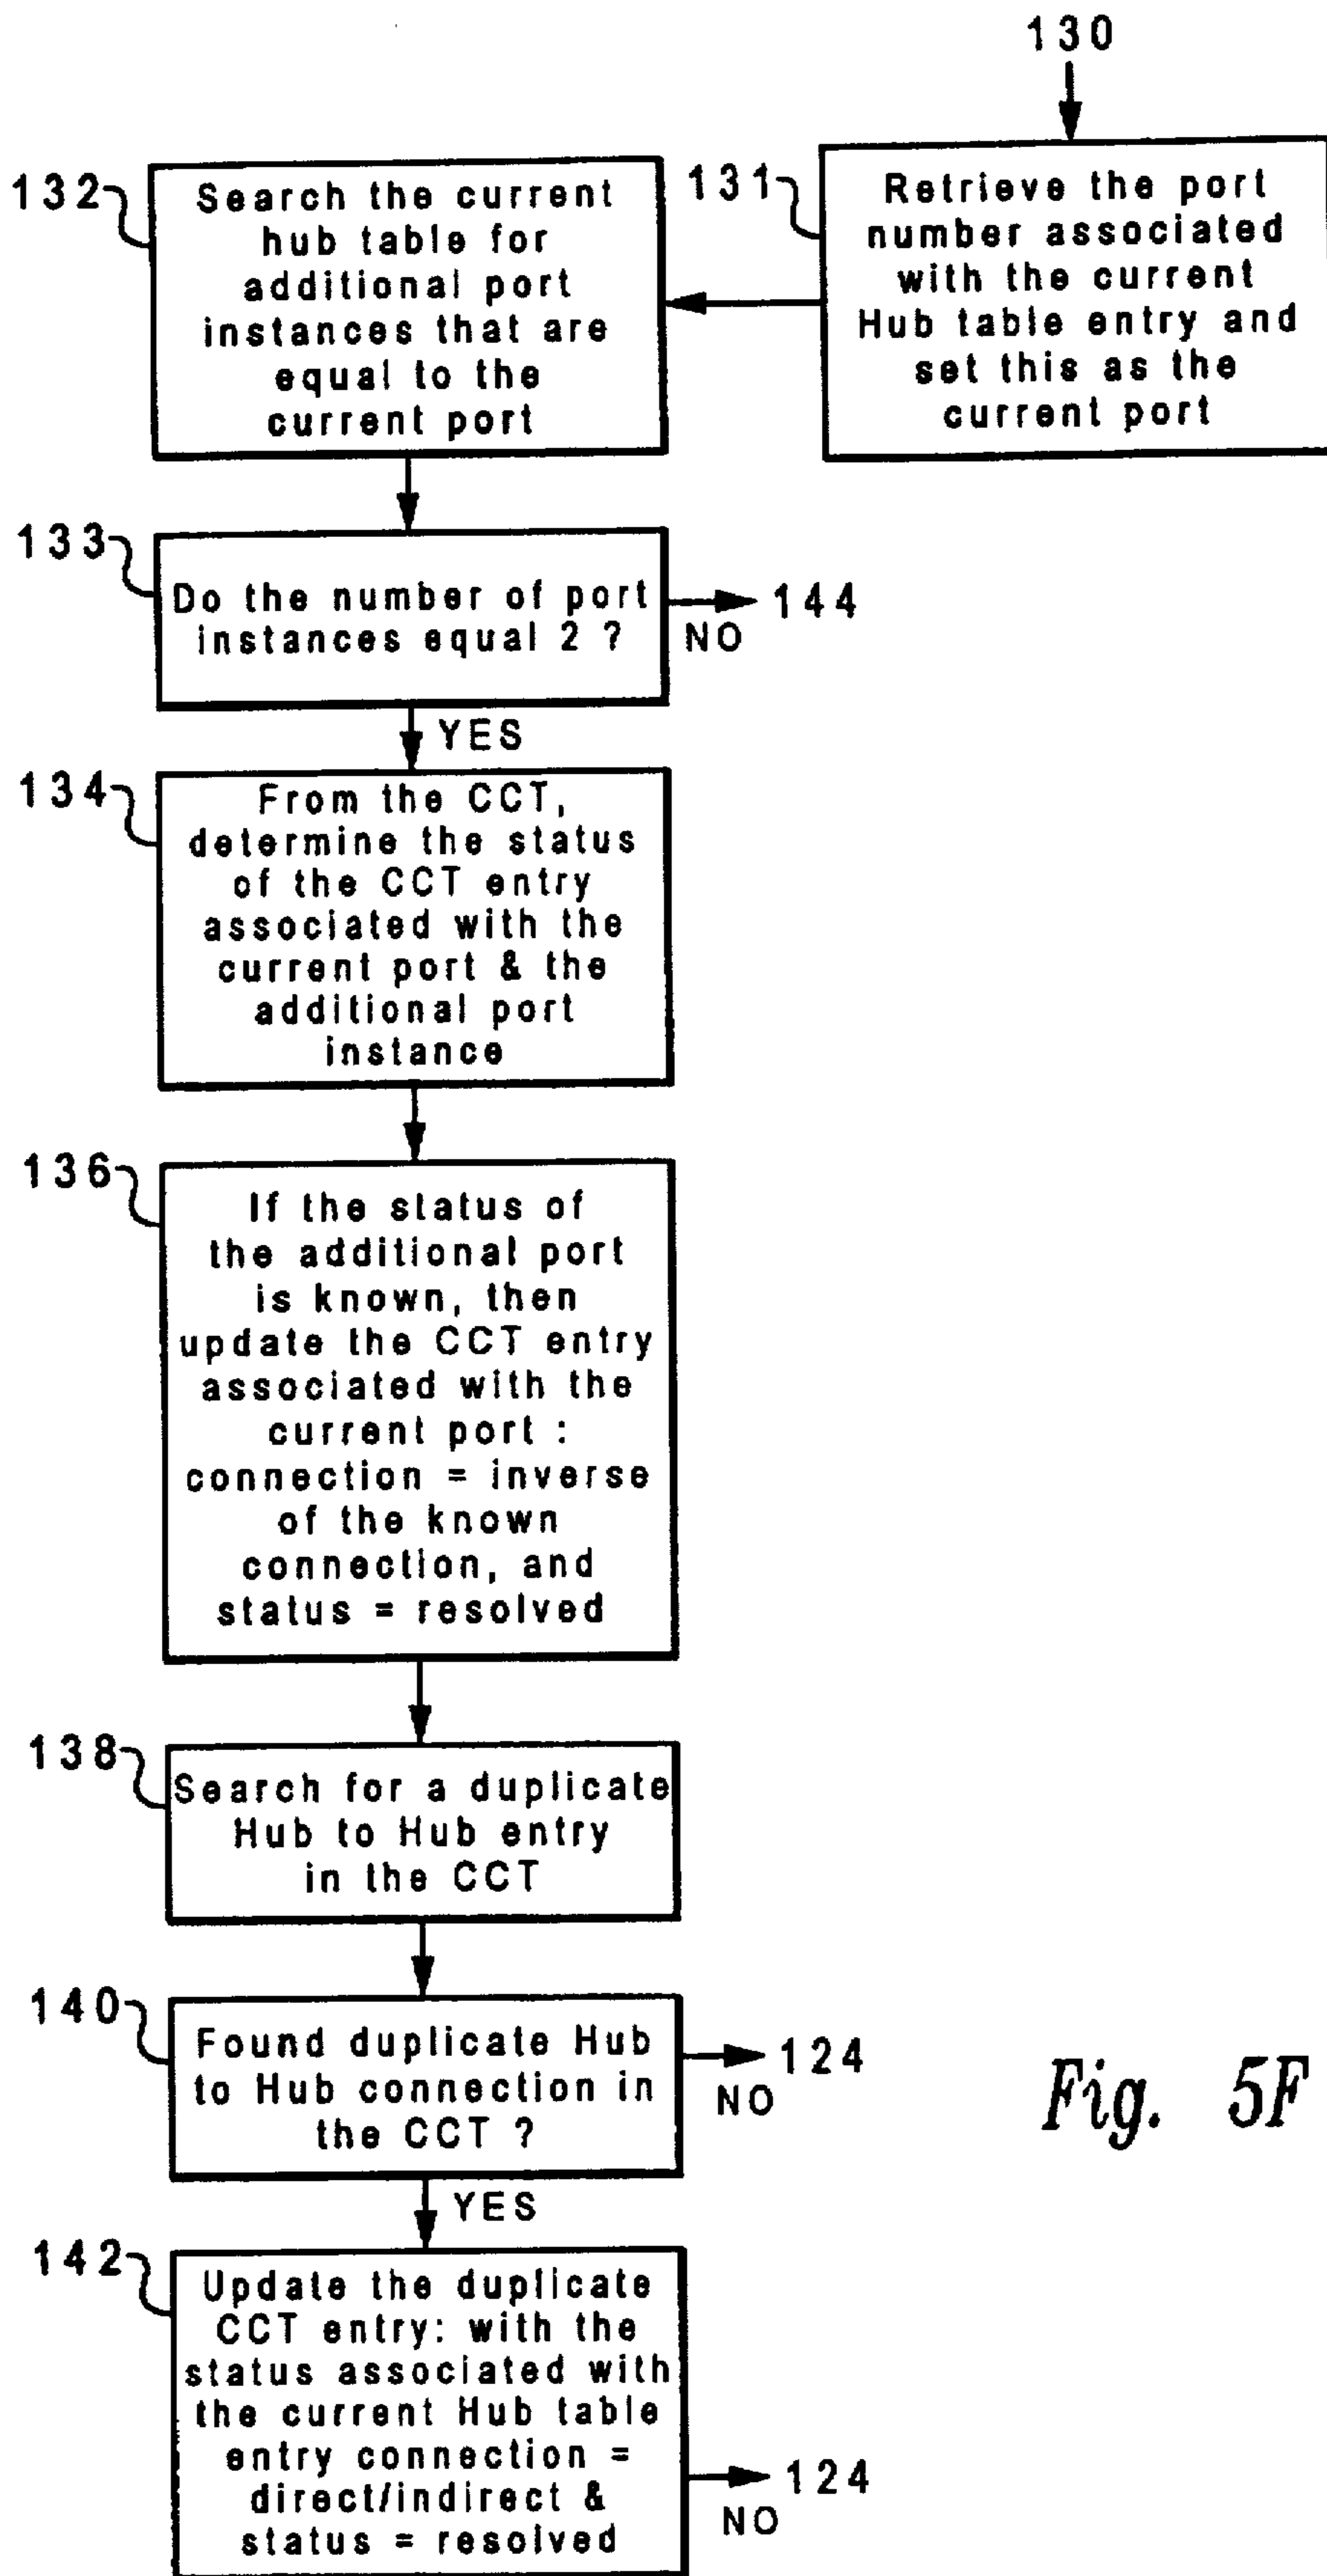 130
131
Retrieve the port
number associated
with the current
Hub table entry and
set this as the
current port
132
Search the current
hub table for
additional port
instances that are
equal to the
current port
133
Do the number of port
instances equal 2 ?
NO
144
YES
134
From the CCT,
determine the status
of the CCT entry
associated with the
current port & the
additional port
instance
136
If the status of
the additional port
is known, then
update the CCT entry
associated with the
current port :
connection = inverse
of the known
connection, and
status = resolved
138
Search for a duplicate
Hub to Hub entry
in the CCT
140
Found duplicate Hub
to Hub connection in
the CCT ?
NO
124
YES
142
Update the duplicate
CCT entry: with the
status associated with
the current Hub table
entry connection =
direct/indirect &
status = resolved
124
NO
Fig. 5F